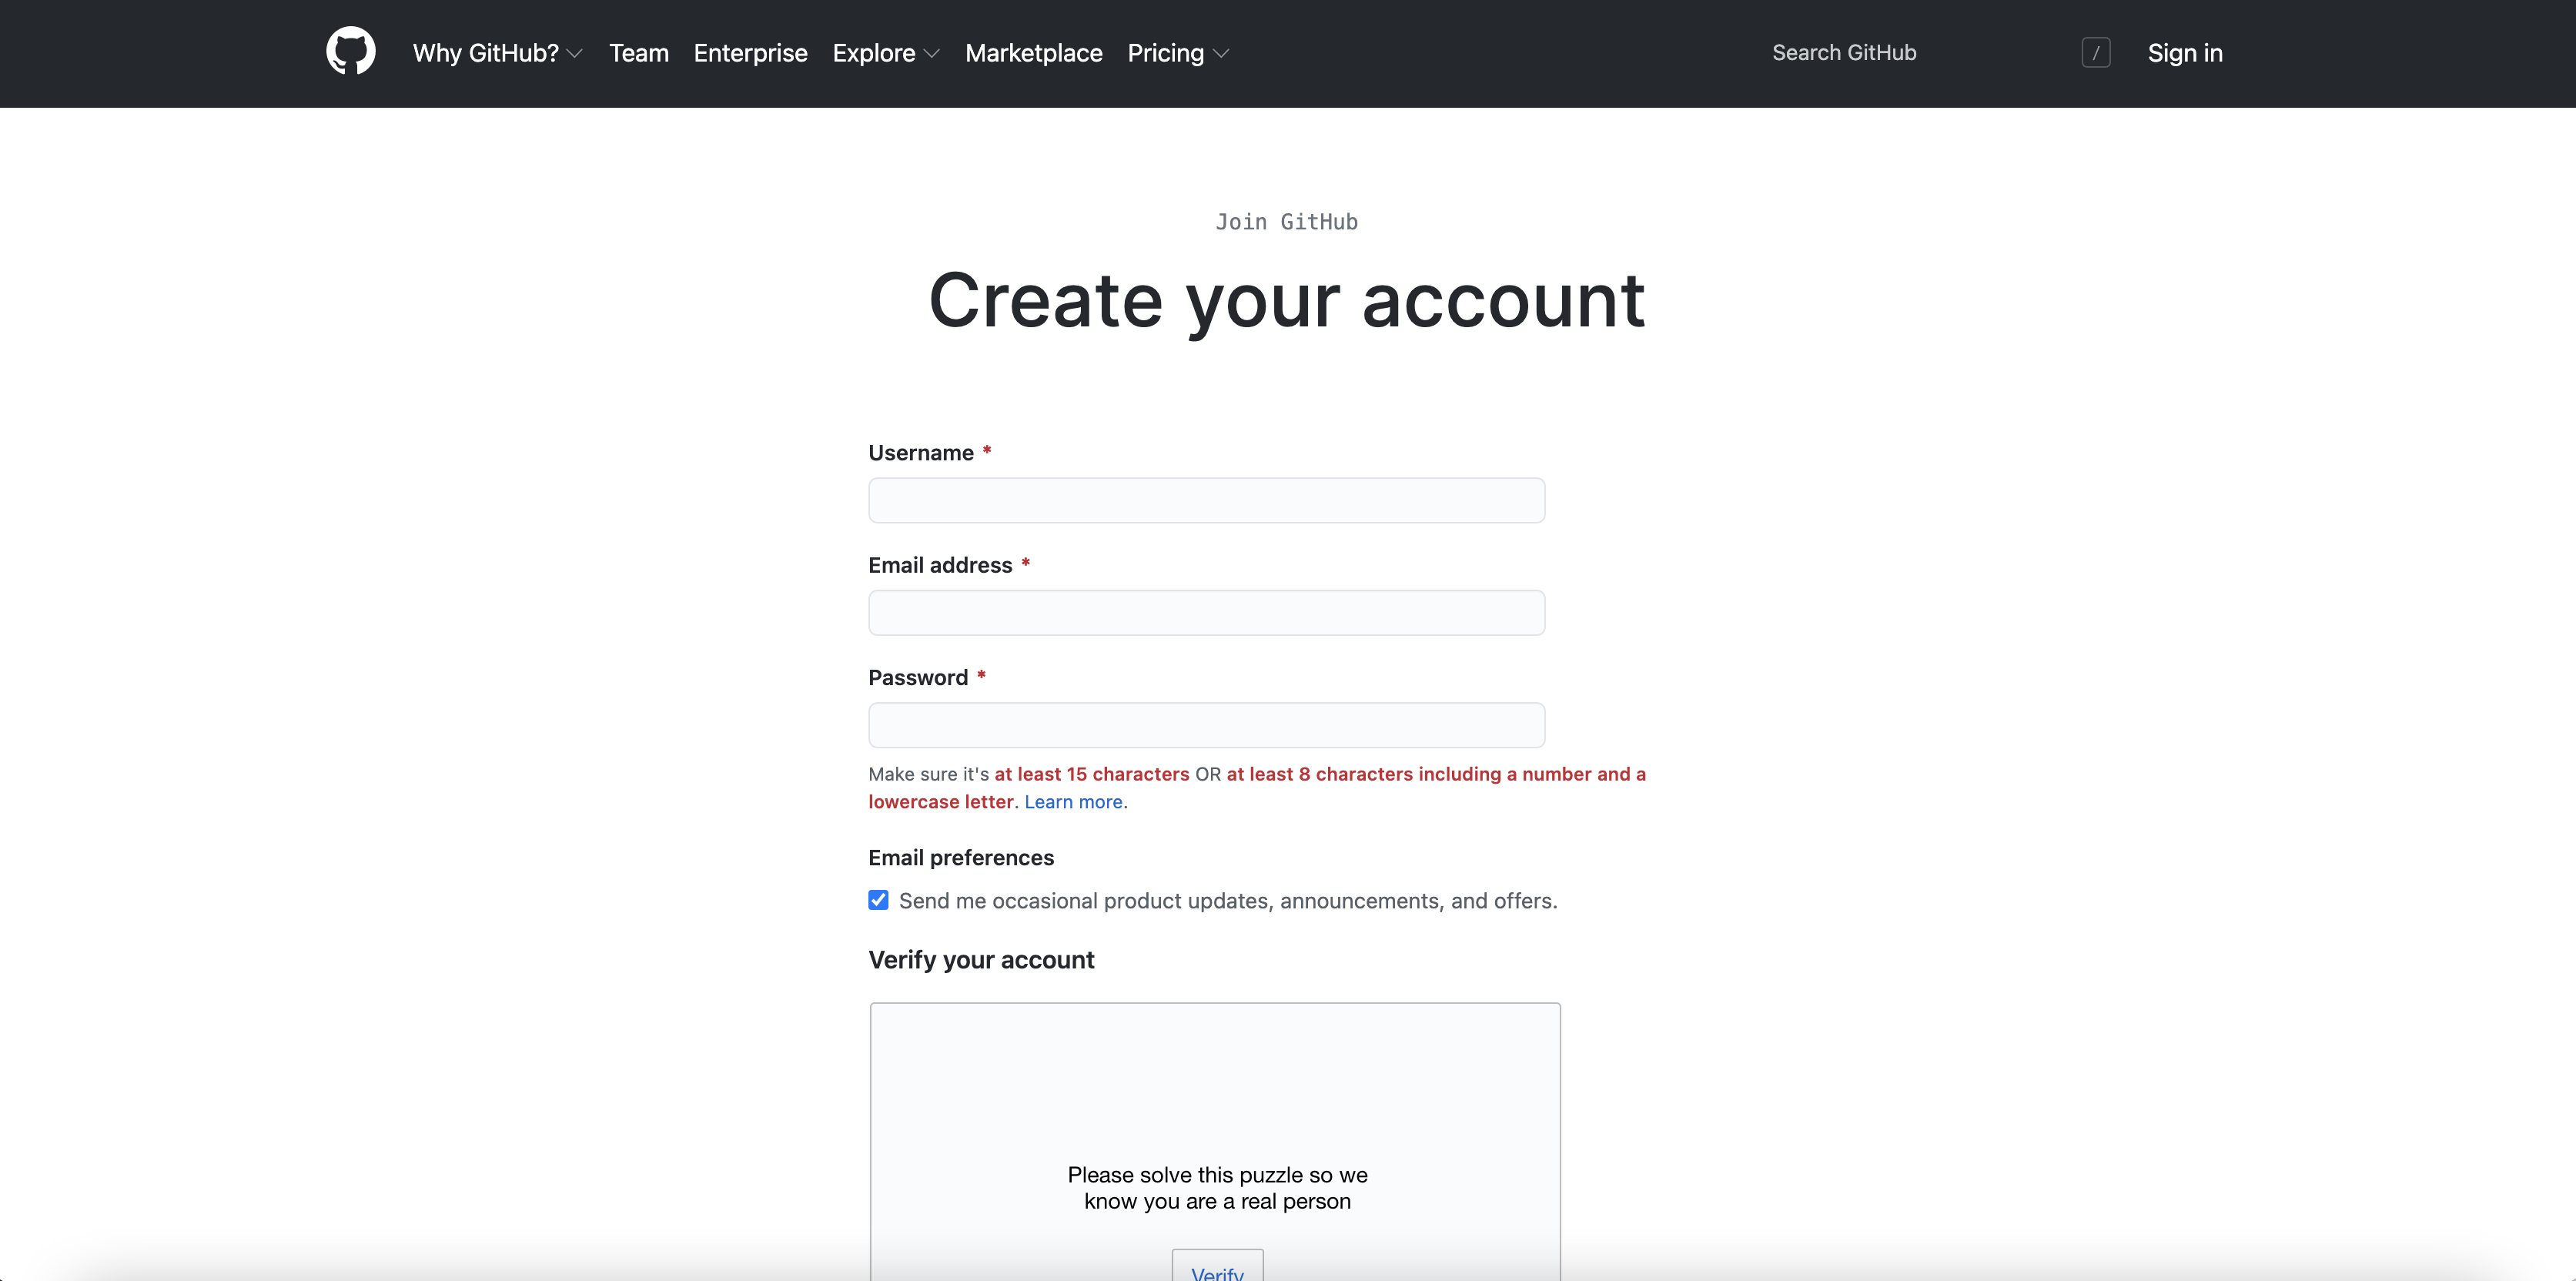 Why GitHub? Team Enterprise Explore Marketplace Pricing Search GitHub / Sign in
Join GitHub
Create your account
Username *
Email address *
Password *
Make sure it's at least 15 characters OR at least 8 characters including a number and a
lowercase letter. Learn more.
Email preferences
Send me occasional product updates, announcements, and offers.
Verify your account
Please solve this puzzle so we
know you are a real person
Verify